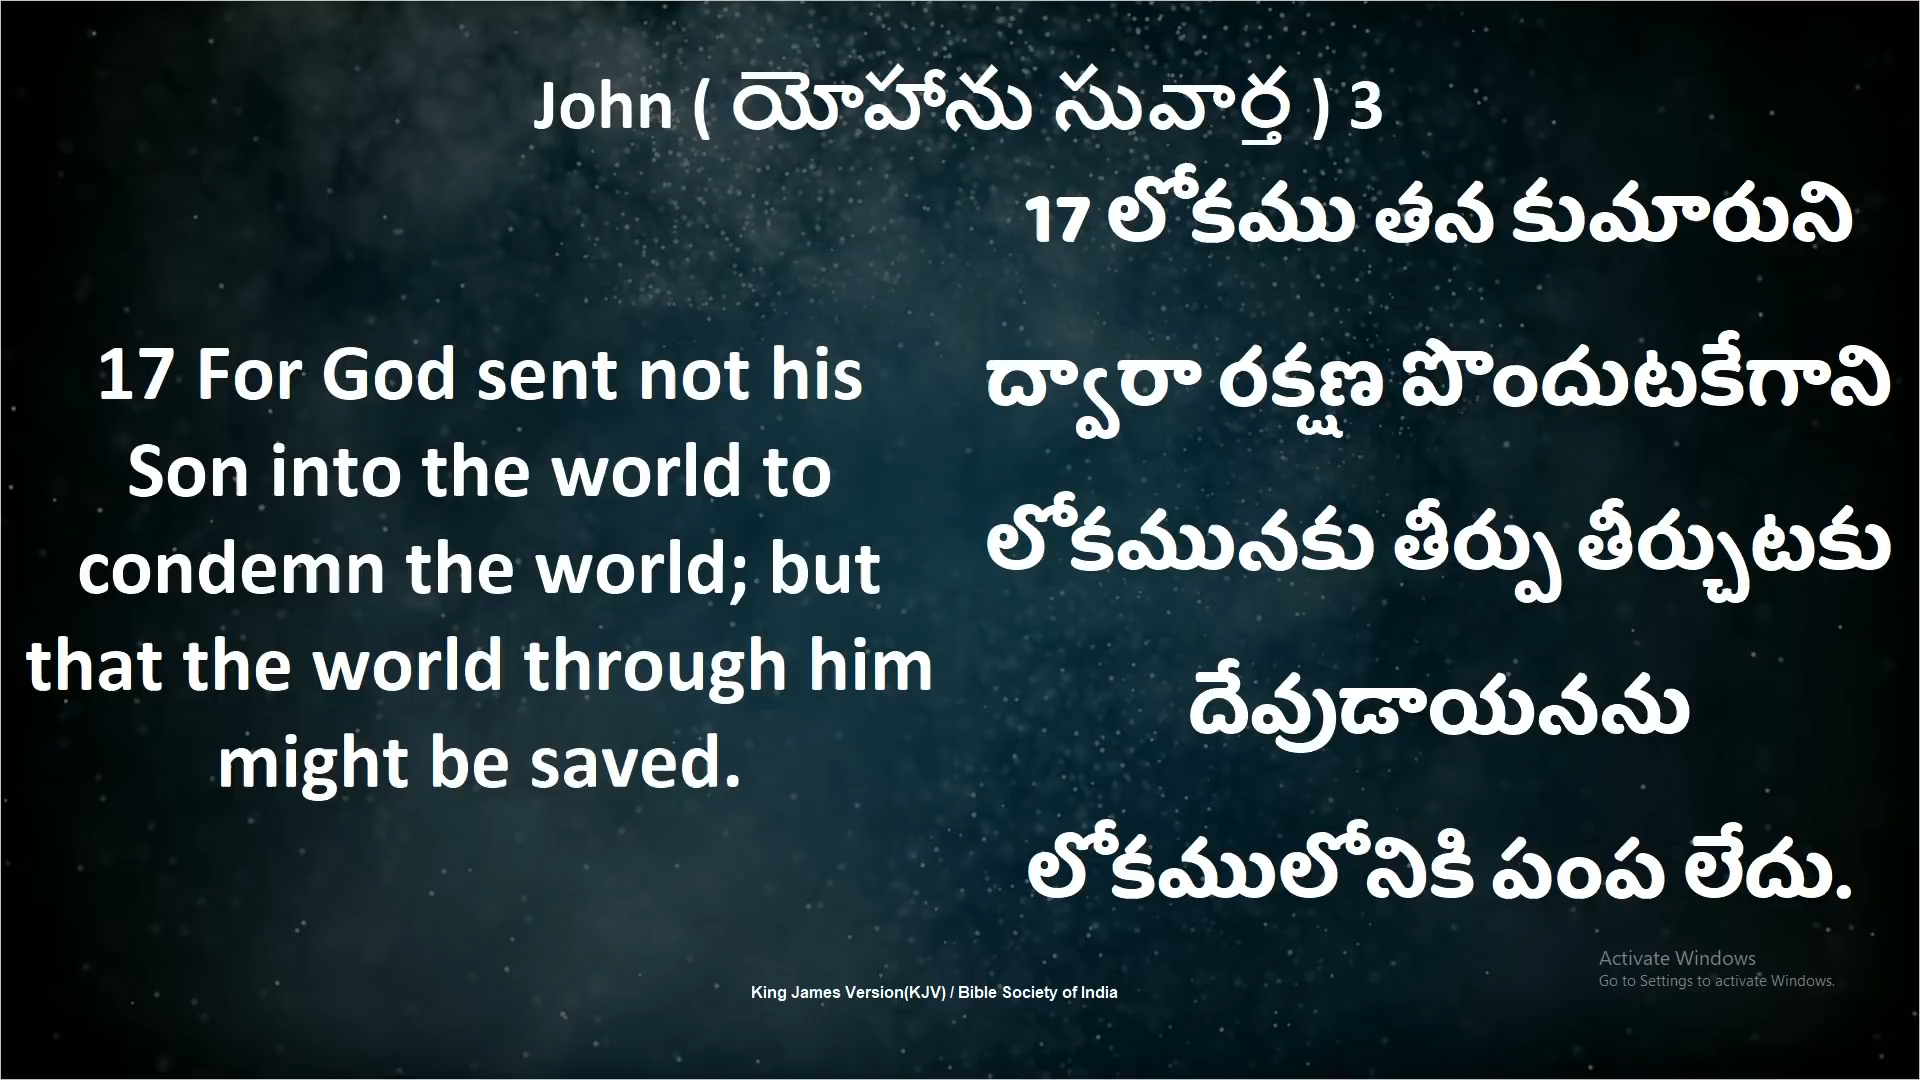 John ( యోహాను సువార్త ) 3
17 For God sent not his
Son into the world to
condemn the world; but
that the world through him
might be saved.
17 లోకము తన కుమారుని
ద్వారా రక్షణ పొందుటకేగాని
లోకమునకు తీర్పు తీర్చుటకు
దేవుడాయనను
లోకములోనికి పంప లేదు.
King James Version(KJV) / Bible Society of India
Activate Windows
Go to Settings to activate Windows.